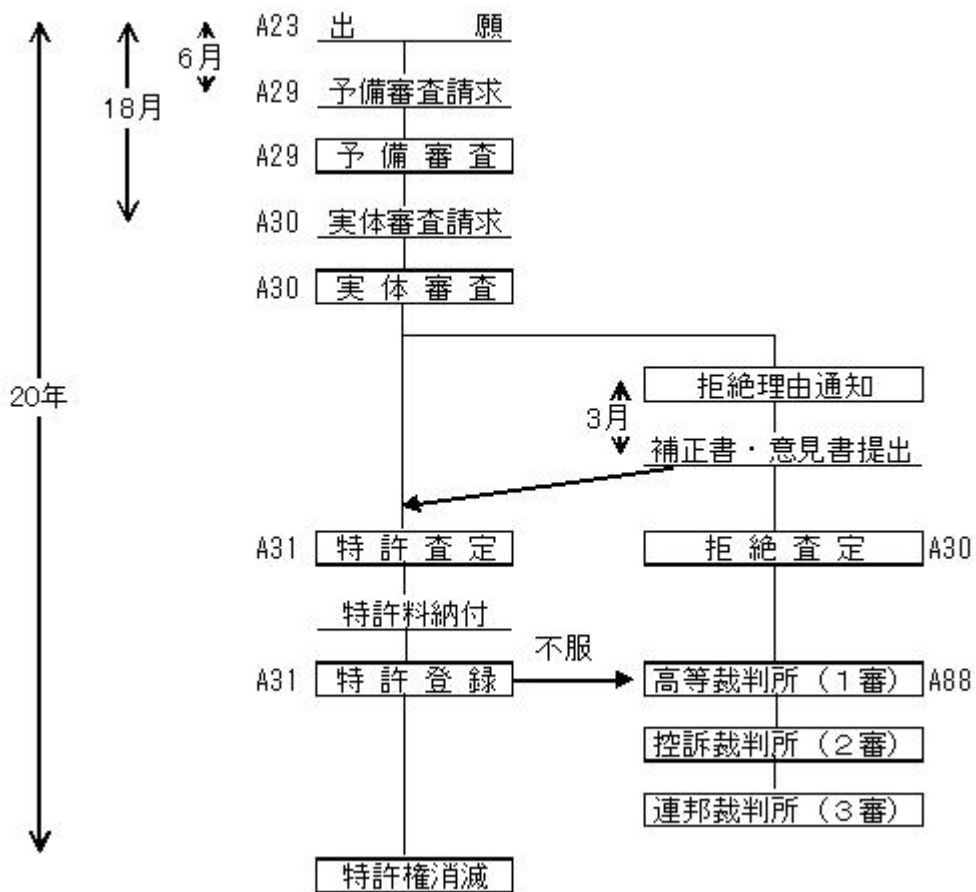 A23 出願
6月
A29 予備審査請求
18月
A29 予備審査
A30 実体審査請求
A30 実体審査
20年
拒絶理由通知
3月
補正書・意見書提出
A31 特許査定
拒絶査定 A30
特許料納付
不服
A31 特許登録
高等裁判所(1審) A88
控訴裁判所(2審)
連邦裁判所(3審)
特許権消滅